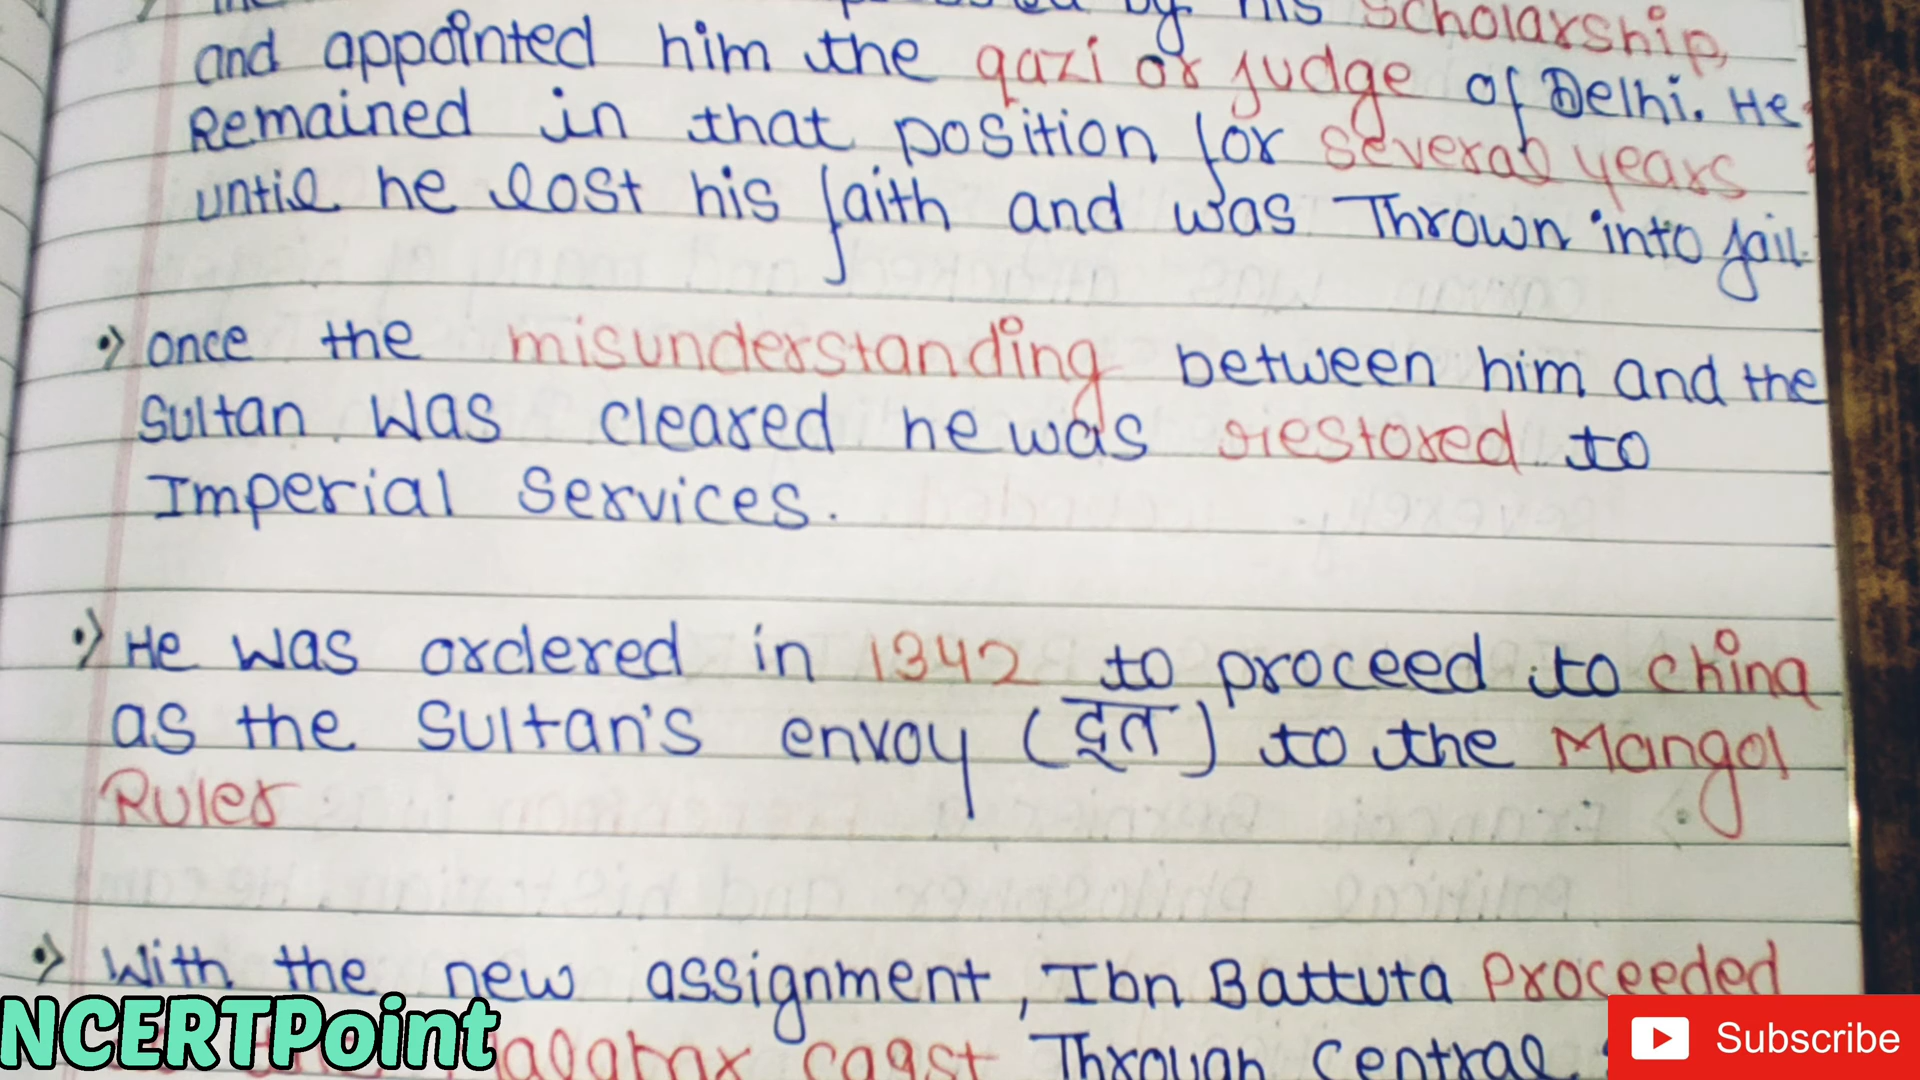 by his scholarship,
and appointed him the qazi or judge of Delhi. He
Remained in that position for several years
until he lost his faith and was Thrown into jail.
•) once the misunderstanding between him and the
Sultan was cleared he was restored to
Imperial Services.
•) He was ordered in 1342 to proceed to China
as the Sultan's envoy (दूत) to the Mangol
Ruler
•) With the new assignment, Ibn Battuta Proceeded
coast Through Central
NCERTPoint
Subscribe